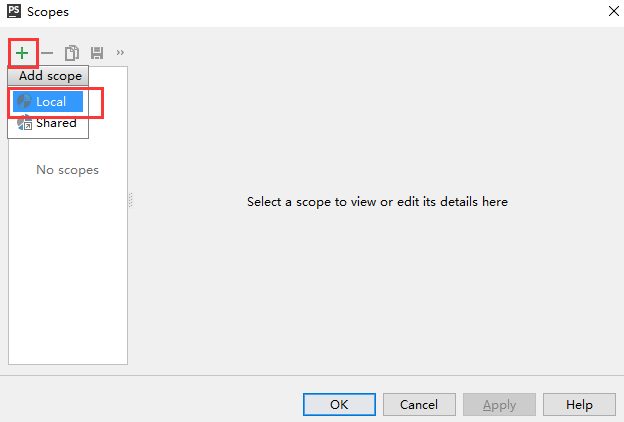 PS Scopes
Add scope
Local
Shared
No scopes
Select a scope to view or edit its details here
OK Cancel Apply Help